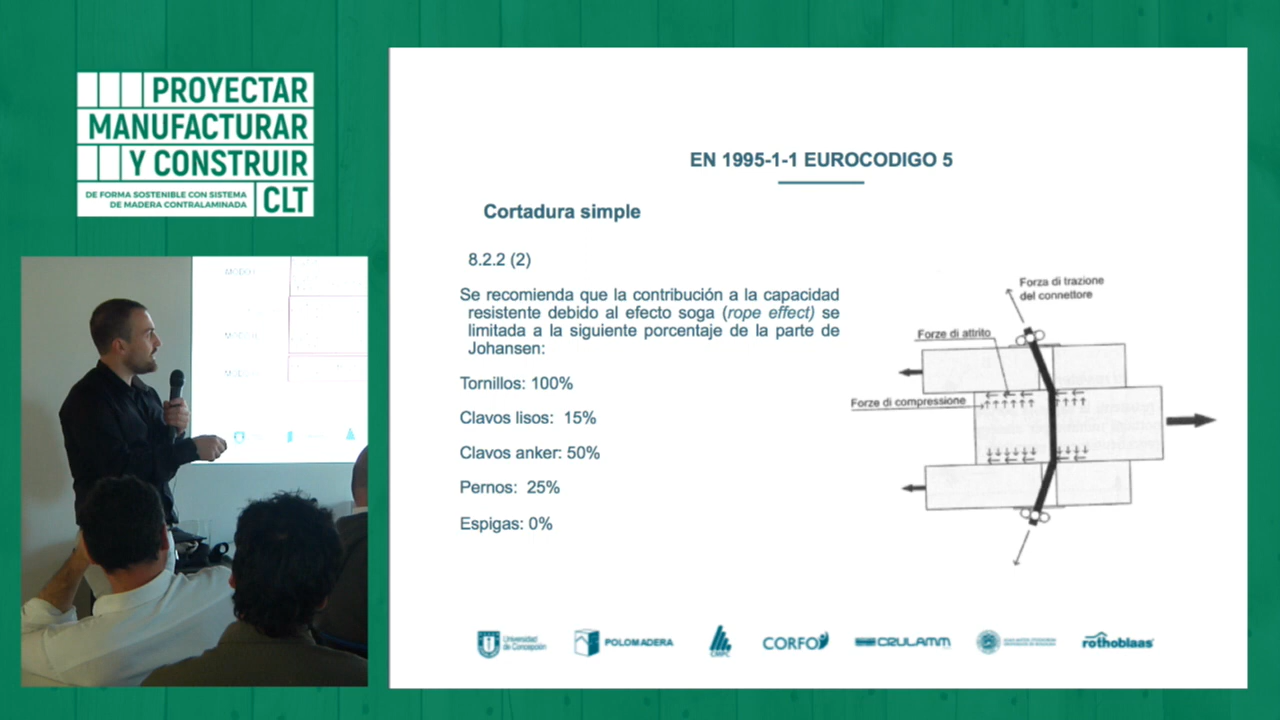 PROYECTAR
MANUFACTURAR
Y CONSTRUIR
DE FORMA SOSTENIBLE CON SISTEMA
DE MADERA CONTRALAMINADA
CLT
EN 1995-1-1 EUROCODIGO 5
Cortadura simple
8.2.2 (2)
Se recomienda que la contribución a la capacidad
resistente debido al efecto soga (rope effect) se
limitada a la siguiente porcentaje de la parte de
Johansen:
Tornillos: 100%
Clavos lisos: 15%
Clavos anker: 50%
Pernos: 25%
Espigas: 0%
Forza di trazione
del connettore
Forze di attrito
Forze di compressione
Universidad
de Concepción
POLOMADERA
CMPC
CORFO
CRULAMM
rothoblaas